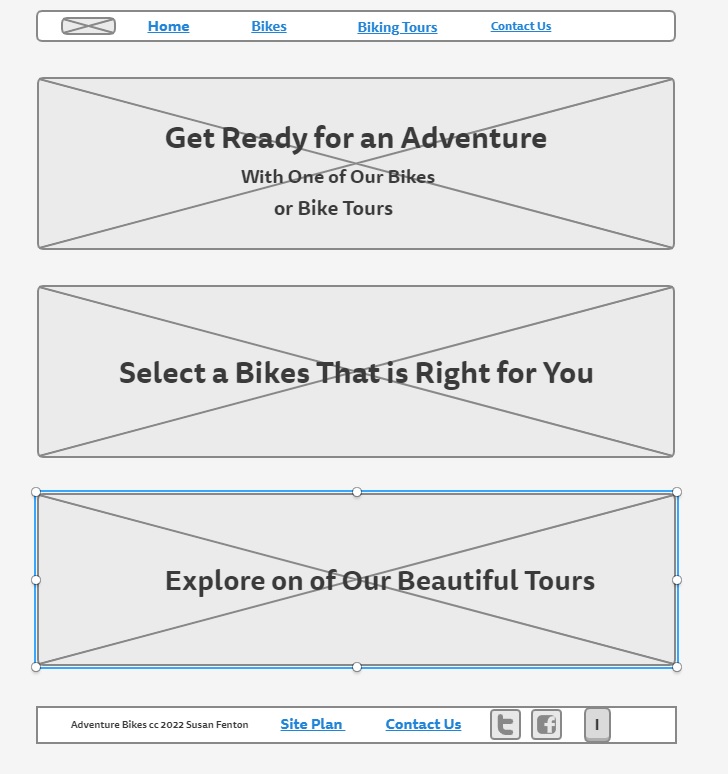 Home Bikes Biking Tours Contact Us
Get Ready for an Adventure
With One of Our Bikes
or Bike Tours
Select a Bikes That is Right for You
Explore on of Our Beautiful Tours
Adventure Bikes cc 2022 Susan Fenton Site Plan Contact Us I